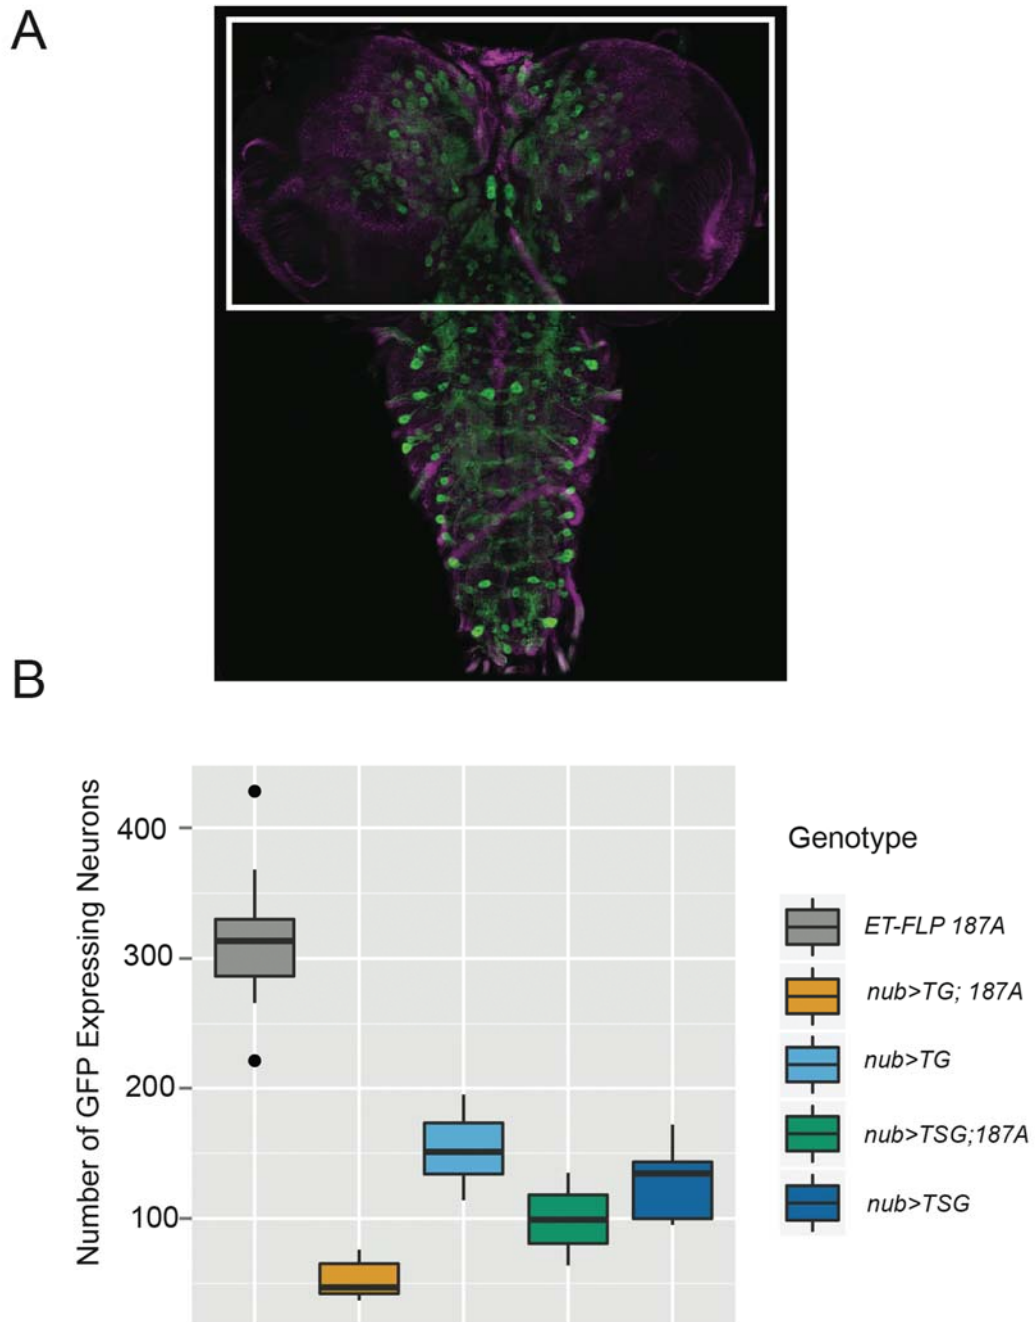 A
B
Number of GFP Expressing Neurons
400
300
200
100
Genotype
ET-FLP 187A
nub>TG; 187A
nub>TG
nub>TSG;187A
nub>TSG